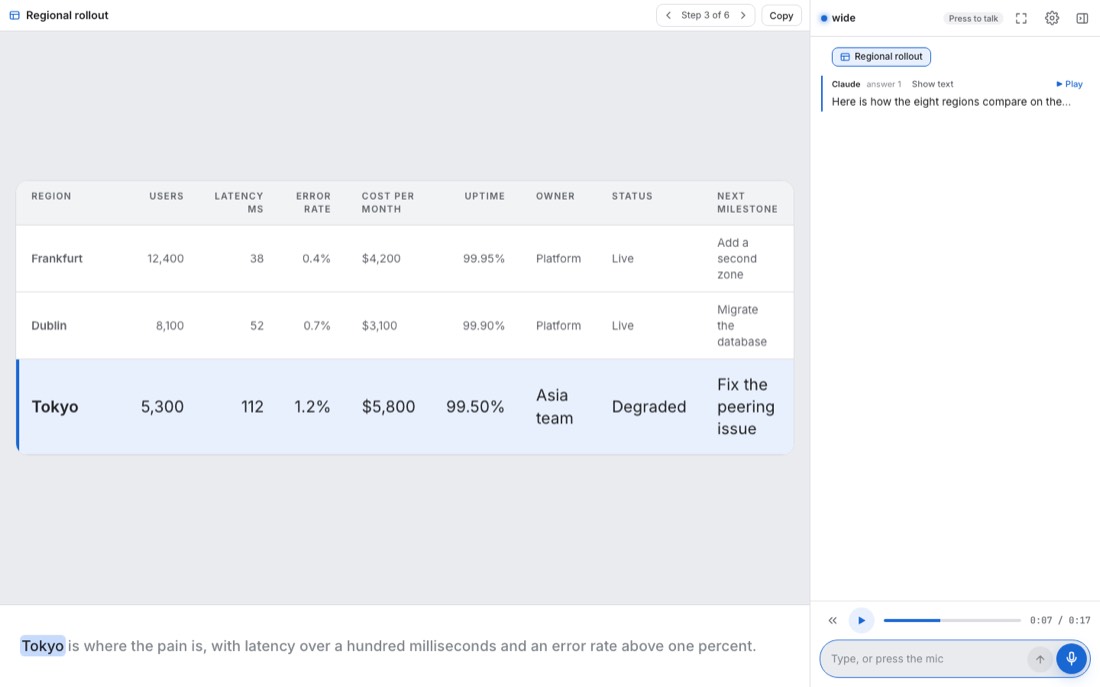 Regional rollout
Step 3 of 6
Copy
REGION USERS LATENCY MS ERROR RATE COST PER MONTH UPTIME OWNER STATUS NEXT MILESTONE
Frankfurt 12,400 38 0.4% $4,200 99.95% Platform Live Add a second zone
Dublin 8,100 52 0.7% $3,100 99.90% Platform Live Migrate the database
Tokyo 5,300 112 1.2% $5,800 99.50% Asia team Degraded Fix the peering issue
Tokyo is where the pain is, with latency over a hundred milliseconds and an error rate above one percent.
wide
Press to talk
Regional rollout
Claude answer 1 Show text Play
Here is how the eight regions compare on the...
0:07 / 0:17
Type, or press the mic